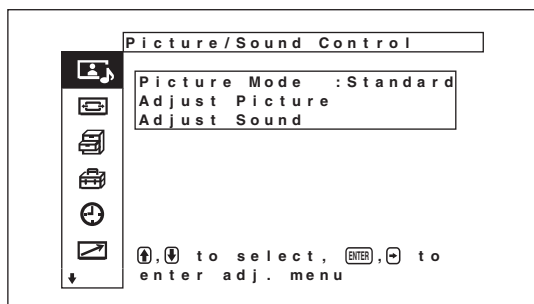 Picture/Sound Control
Picture Mode :Standard
Adjust Picture
Adjust Sound
↑,↓ to select, ENTER,→ to
enter adj. menu